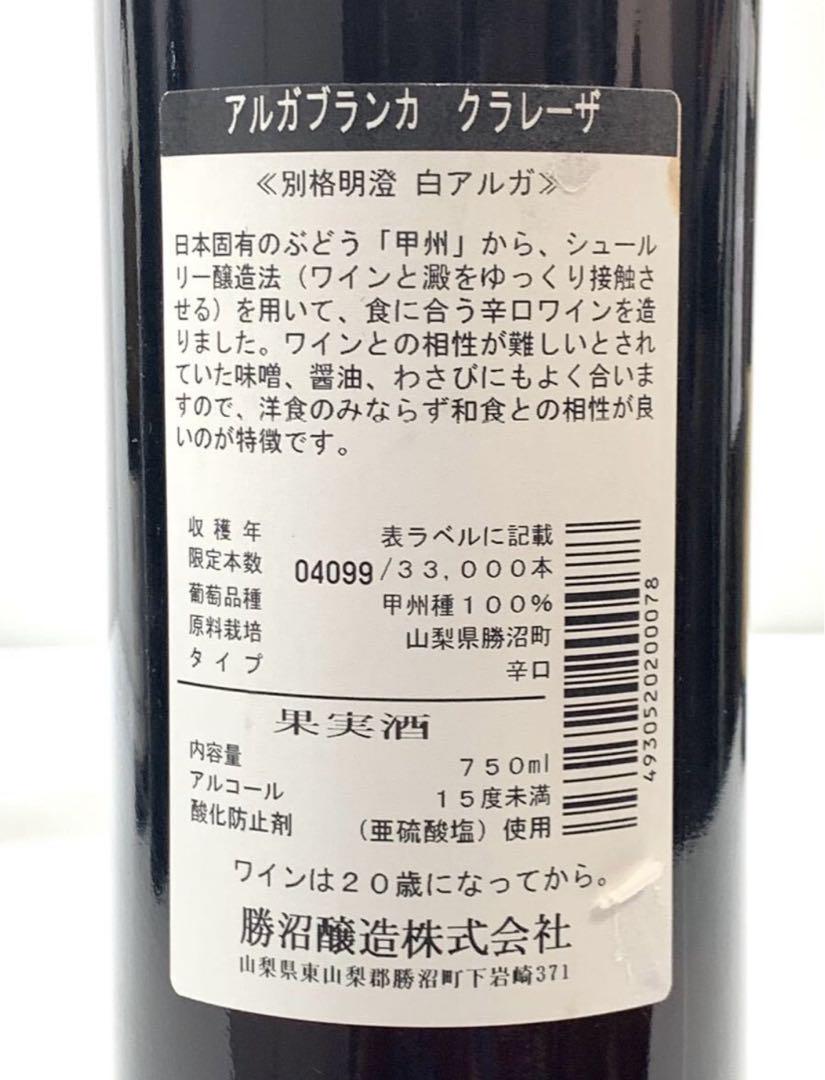 アルガブランカ　クラレーザ
≪別格明澄 白アルガ≫
日本固有のぶどう「甲州」から、シュール
リー醸造法（ワインと澱をゆっくり接触さ
せる）を用いて、食に合う辛口ワインを造
りました。ワインとの相性が難しいとされ
ていた味噌、醤油、わさびにもよく合いま
すので、洋食のみならず和食との相性が良
いのが特徴です。
収穫年 表ラベルに記載
限定本数 04099/33,000本
葡萄品種 甲州種100%
原料栽培 山梨県勝沼町
タイプ 辛口
4930520200078
果実酒
内容量 750ml
アルコール 15度未満
酸化防止剤 (亜硫酸塩)使用
ワインは20歳になってから。
勝沼醸造株式会社
山梨県東山梨郡勝沼町下岩崎371